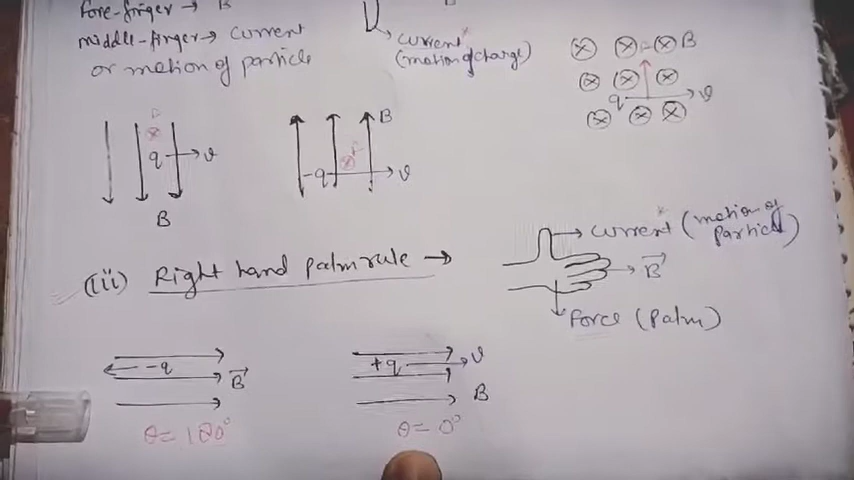 Fore-finger → B
middle-finger → current
or motion of particle
current
(motion of charge)
B
q
v
F
q v
B
B
F
-q v
(iii) Right hand palm rule →
current (motion of
particle)
B
Force (palm)
-q
B
θ = 180°
+q v
B
θ = 0°